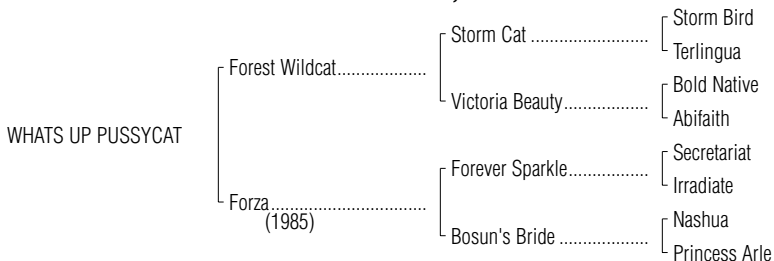 Storm Bird
Storm Cat ........................
Terlingua
Forest Wildcat...................
Bold Native
Victoria Beauty.................
Abifaith
WHATS UP PUSSYCAT
Secretariat
Forever Sparkle................
Irradiate
Forza................................
(1985)
Nashua
Bosun's Bride ..................
Princess Arle